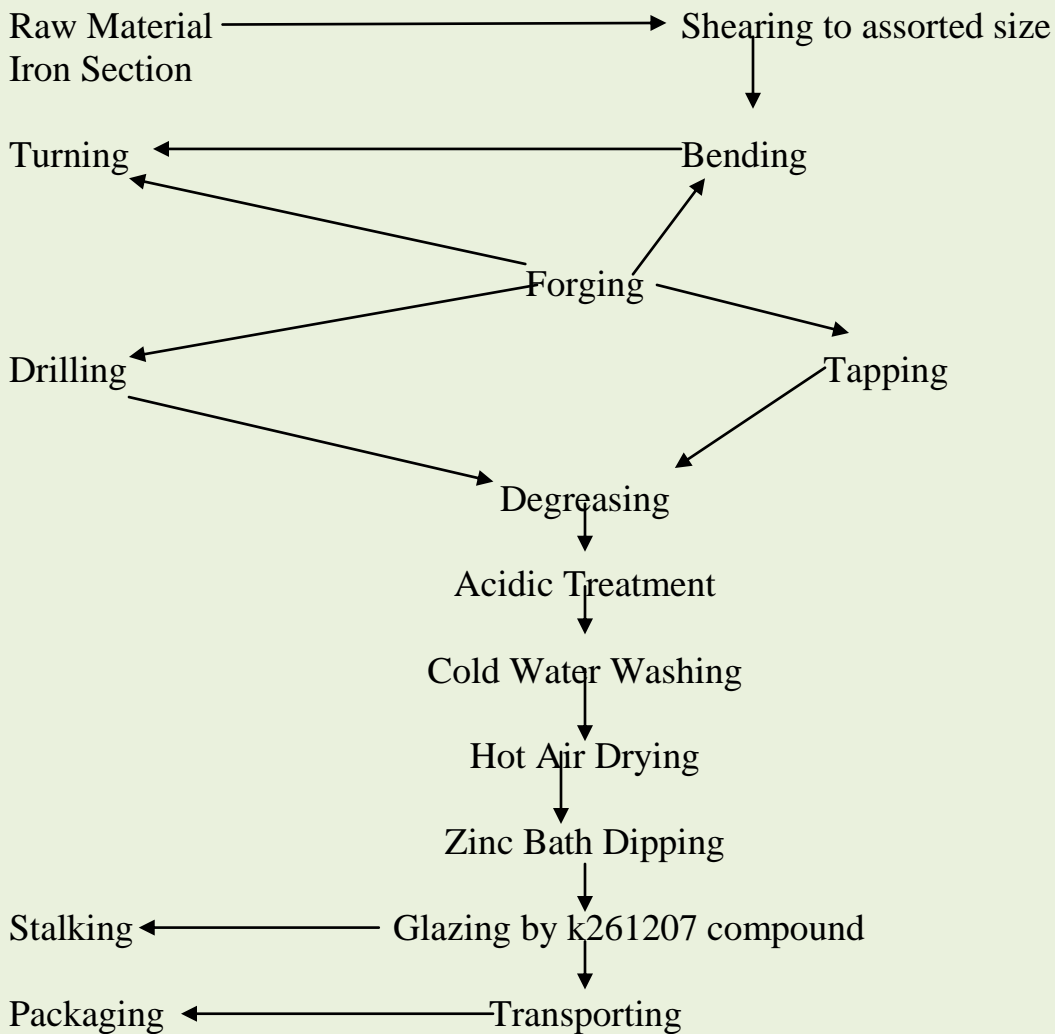 Raw Material
Shearing to assorted size
Iron Section
Turning
Bending
Forging
Drilling
Tapping
Degreasing
Acidic Treatment
Cold Water Washing
Hot Air Drying
Zinc Bath Dipping
Stalking
Glazing by k261207 compound
Packaging
Transporting